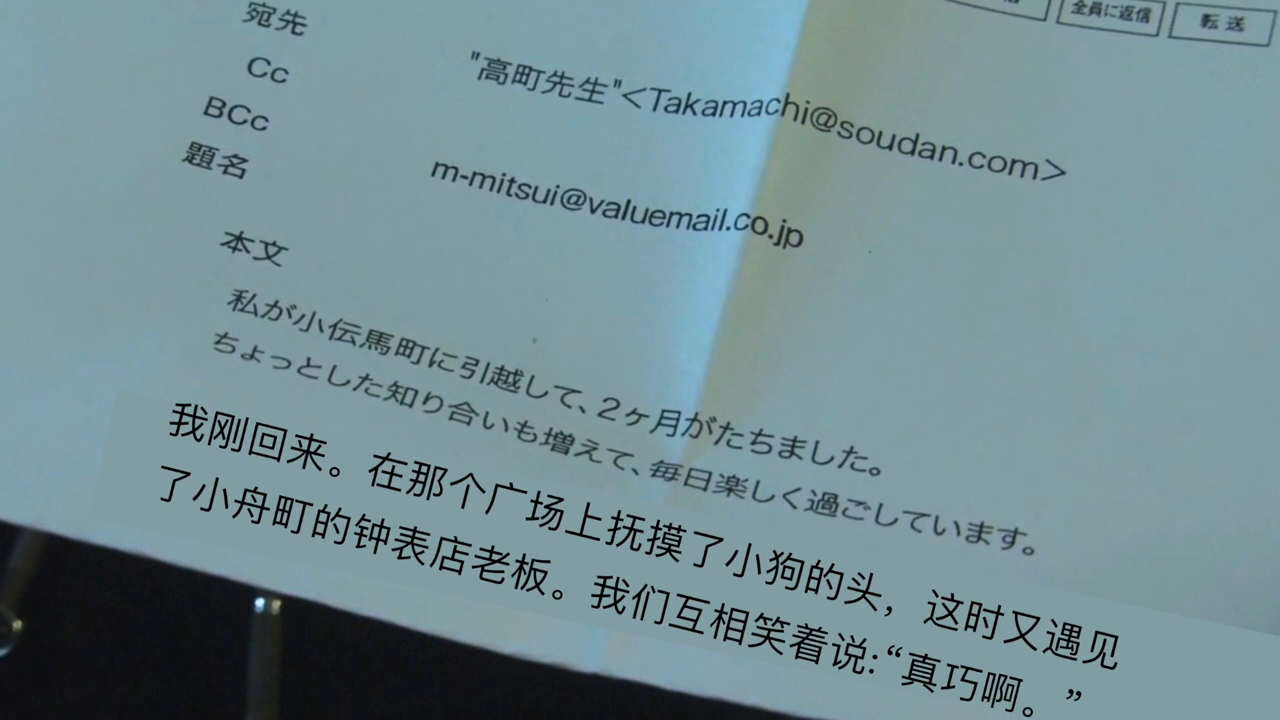 全員に返信
転送
宛先
Cc
"高町先生"<Takamachi@soudan.com>
BCc
題名
m-mitsui@valuemail.co.jp
本文
私が小伝馬町に引越して、2ヶ月がたちました。
ちょっとした知り合いも増えて、毎日楽しく過ごしています。
我刚回来。在那个广场上抚摸了小狗的头，这时又遇见
了小舟町的钟表店老板。我们互相笑着说:“真巧啊。”